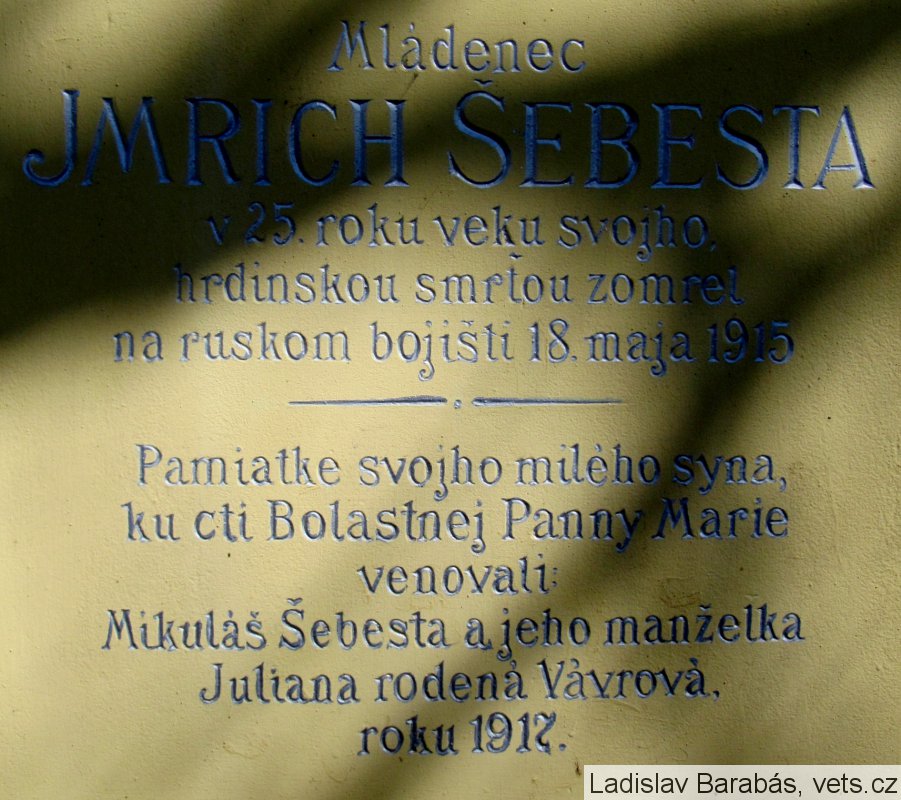 Mládenec
JMRICH ŠEBESTA
v 25. roku veku svojho,
hrdinskou smrťou zomrel
na ruskom bojišti 18. maja 1915
Pamiatke svojho milého syna,
ku cti Bolastnej Panny Marie
venovali:
Mikuláš Šebesta a jeho manželka
Juliana rodená Vávrová.
roku 1917.
Ladislav Barabás, vets.cz